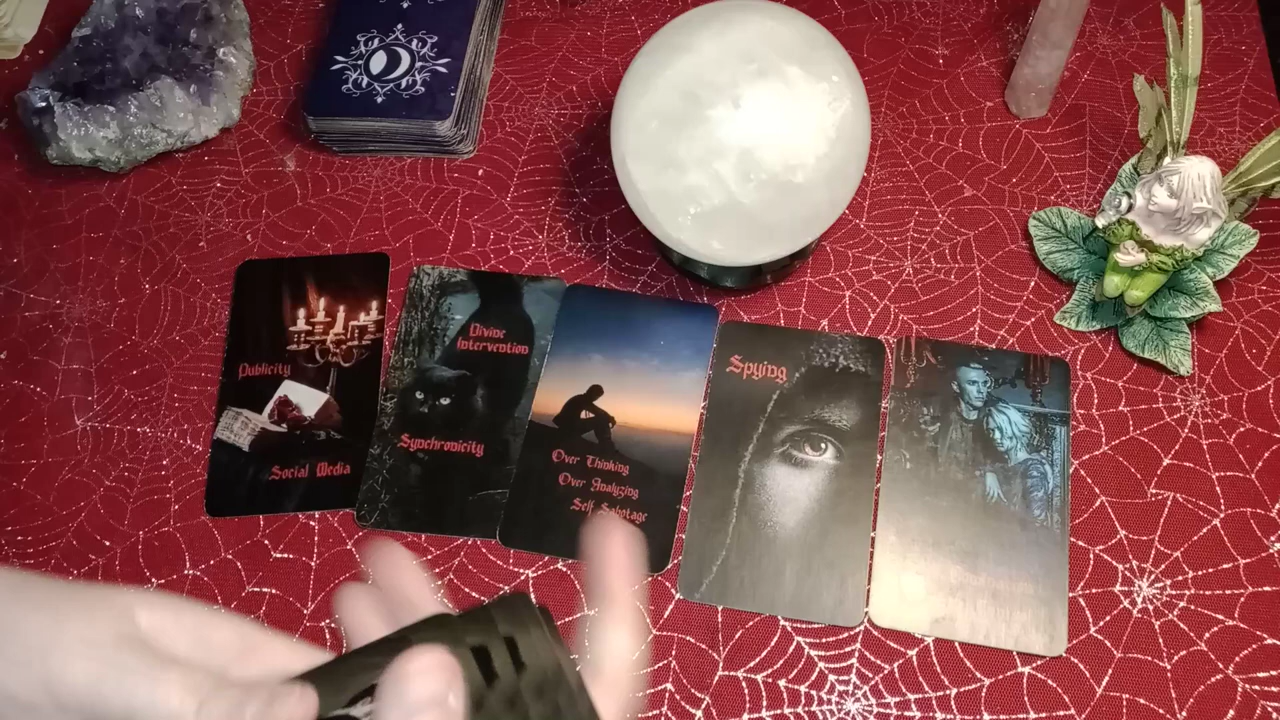 Publicity
Social Media
Divine
Intervention
Synchronicity
Over Thinking
Over Analyzing
Self Sabotage
Spying